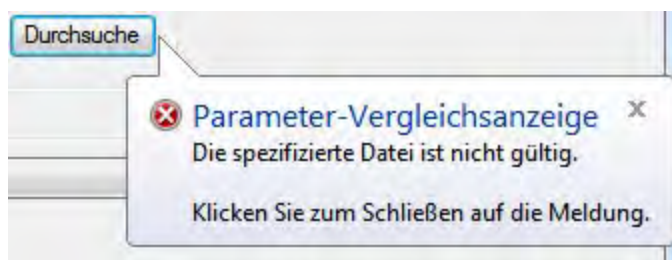 Durchsuche
Parameter-Vergleichsanzeige
Die spezifizierte Datei ist nicht gültig.
Klicken Sie zum Schließen auf die Meldung.